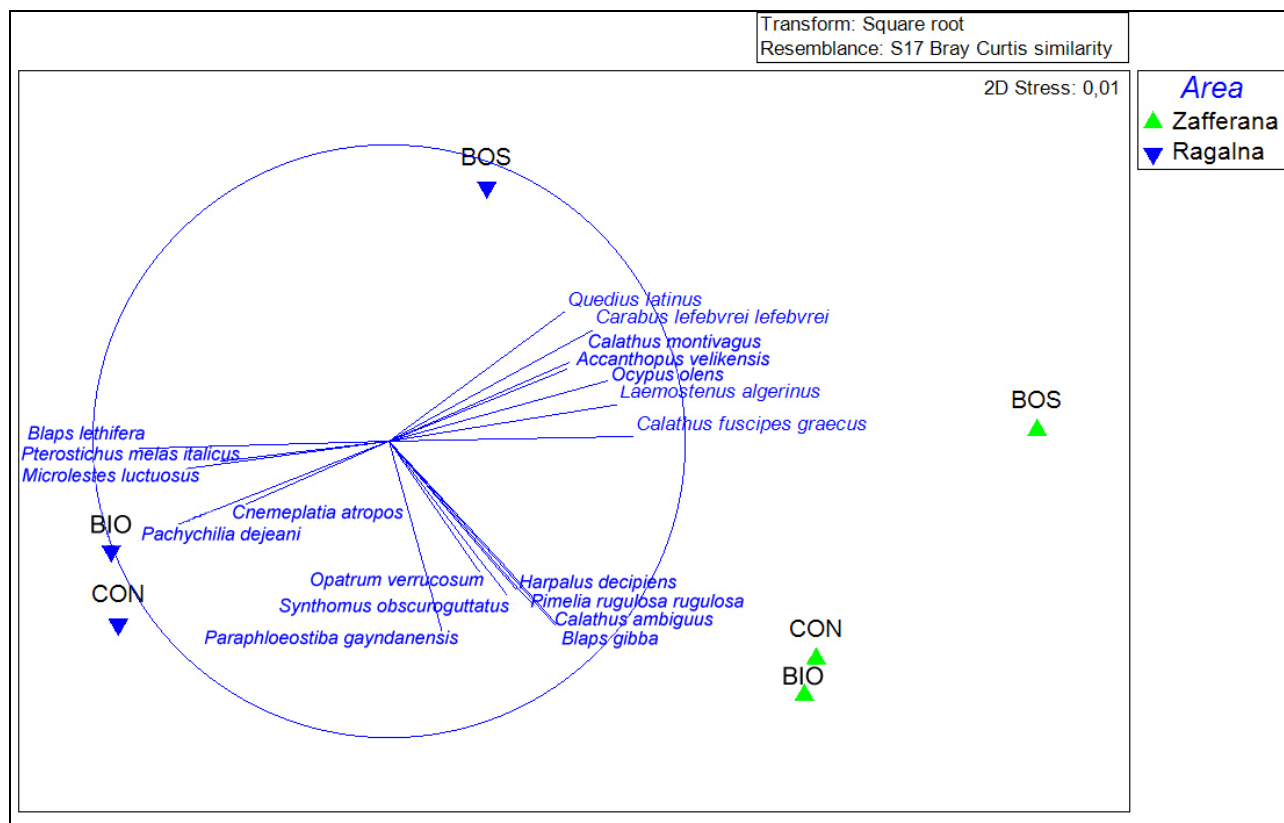 Transform: Square root
Resemblance: S17 Bray Curtis similarity
2D Stress: 0,01
Area
Zafferana
Ragalna
BOS
Quedius latinus
Carabus lefebvrei lefebvrei
Calathus montivagus
Accanthopus velikensis
Ocypus olens
Laemostenus algerinus
BOS
Calathus fuscipes graecus
Blaps lethifera
Pterostichus melas italicus
Microlestes luctuosus
Cnemeplatia atropos
BIO
Pachychilia dejeani
Opatrum verrucosum
Harpalus decipiens
CON
Synthomus obscuroguttatus
Pimelia rugulosa rugulosa
Calathus ambiguus
CON
Paraphloeostiba gayndanensis
Blaps gibba
BIO